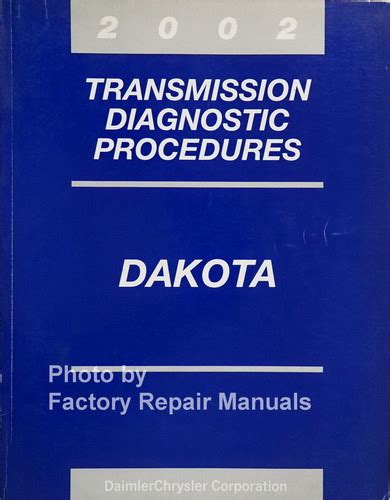 2002
TRANSMISSION
DIAGNOSTIC
PROCEDURES
DAKOTA
Photo by
Factory Repair Manuals
DaimlerChrysler Corporation